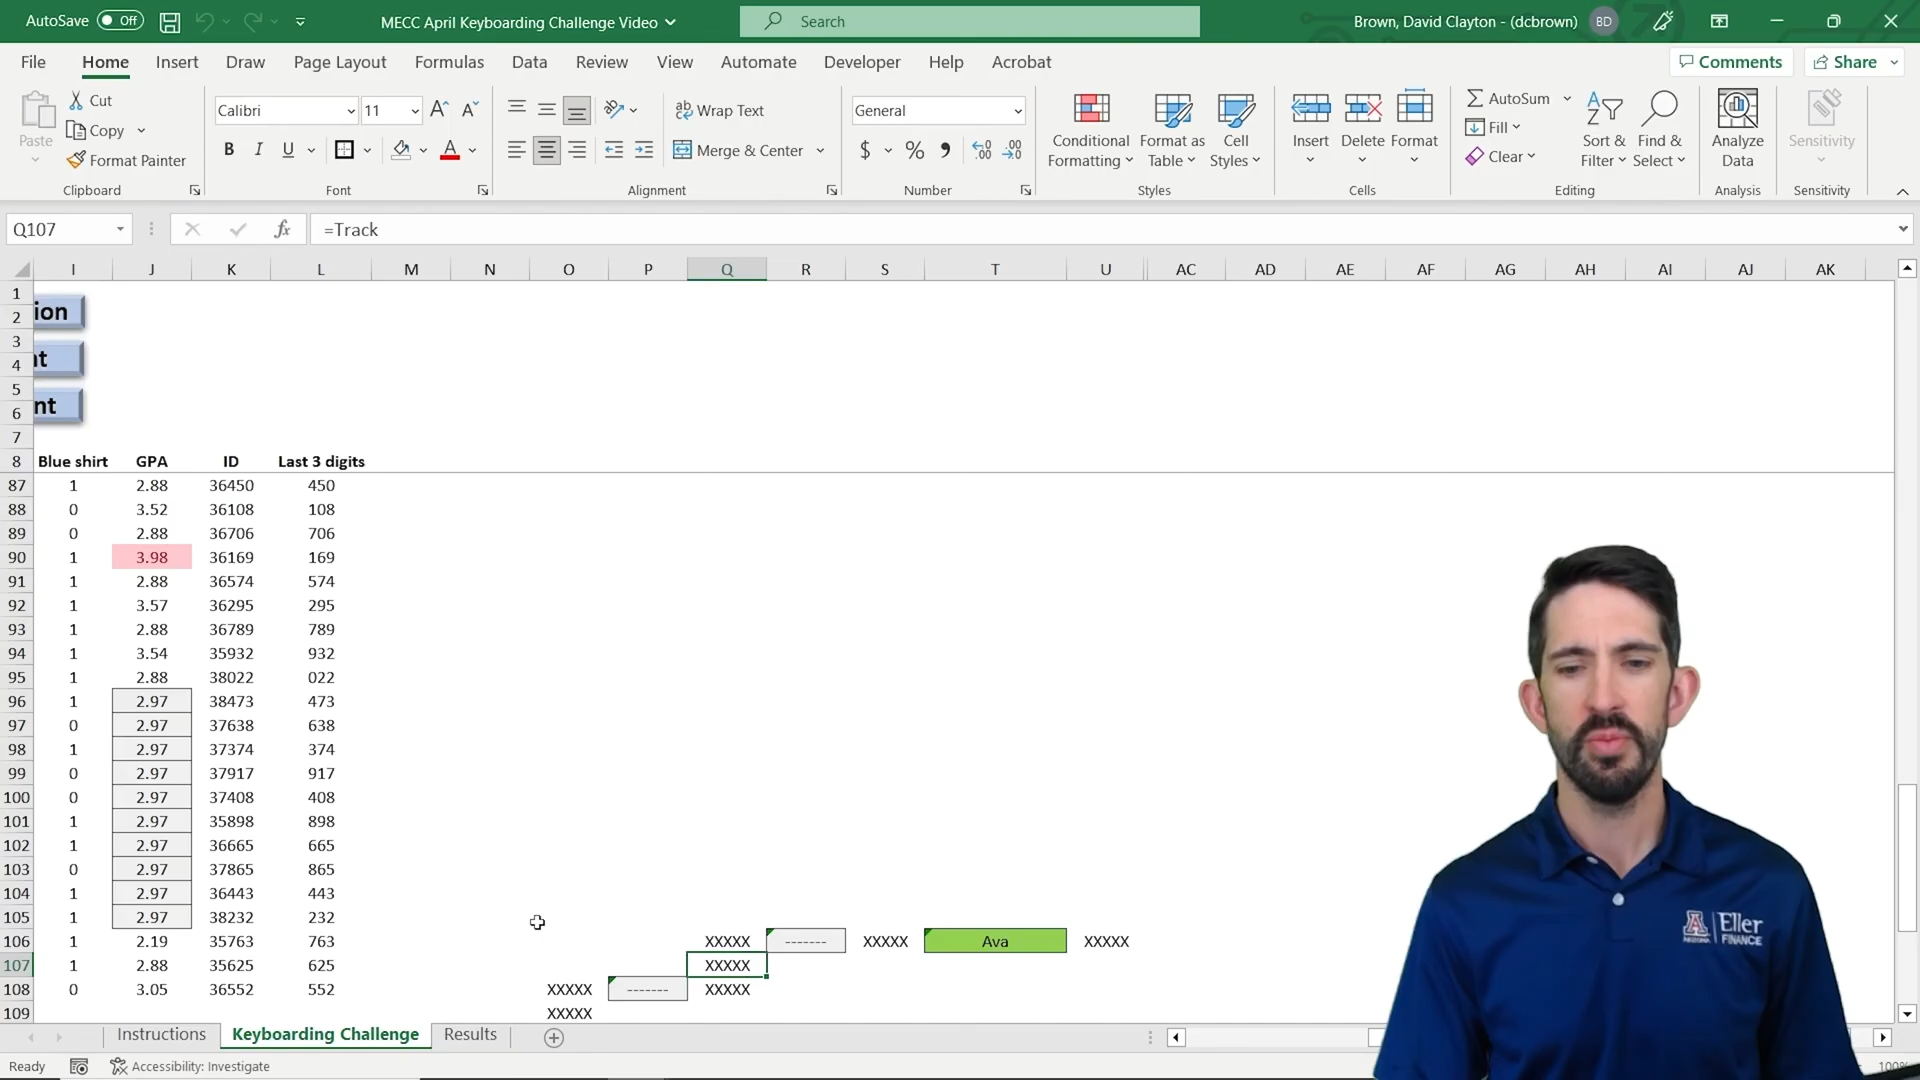 AutoSave Off MECC April Keyboarding Challenge Video Search Brown, David Clayton - (dcbrown) BD
File Home Insert Draw Page Layout Formulas Data Review View Automate Developer Help Acrobat Comments Share
Paste Cut Copy Format Painter
Calibri 11 B I U
Wrap Text Merge & Center
General $ %
Conditional Formatting Format as Table Cell Styles
Insert Delete Format
AutoSum Fill Clear Sort & Filter Find & Select
Analyze Data Sensitivity
Clipboard Font Alignment Number Styles Cells Editing Analysis Sensitivity
Q107 fx =Track
I J K L M N O P Q R S T U AC AD AE AF AG AH AI AJ AK
1 ion
2
3 nt
4
5 nt
6
7
8 Blue shirt GPA ID Last 3 digits
87 1 2.88 36450 450
88 0 3.52 36108 108
89 0 2.88 36706 706
90 1 3.98 36169 169
91 1 2.88 36574 574
92 1 3.57 36295 295
93 1 2.88 36789 789
94 1 3.54 35932 932
95 1 2.88 38022 022
96 1 2.97 38473 473
97 0 2.97 37638 638
98 1 2.97 37374 374
99 0 2.97 37917 917
100 0 2.97 37408 408
101 1 2.97 35898 898
102 1 2.97 36665 665
103 0 2.97 37865 865
104 1 2.97 36443 443
105 1 2.97 38232 232
106 1 2.19 35763 763 XXXXX ------- XXXXX Ava XXXXX
107 1 2.88 35625 625 XXXXX
108 0 3.05 36552 552 XXXXX ------- XXXXX
109 XXXXX
Instructions Keyboarding Challenge Results
Ready Accessibility: Investigate 100%
A ARIZONA Eller
FINANCE